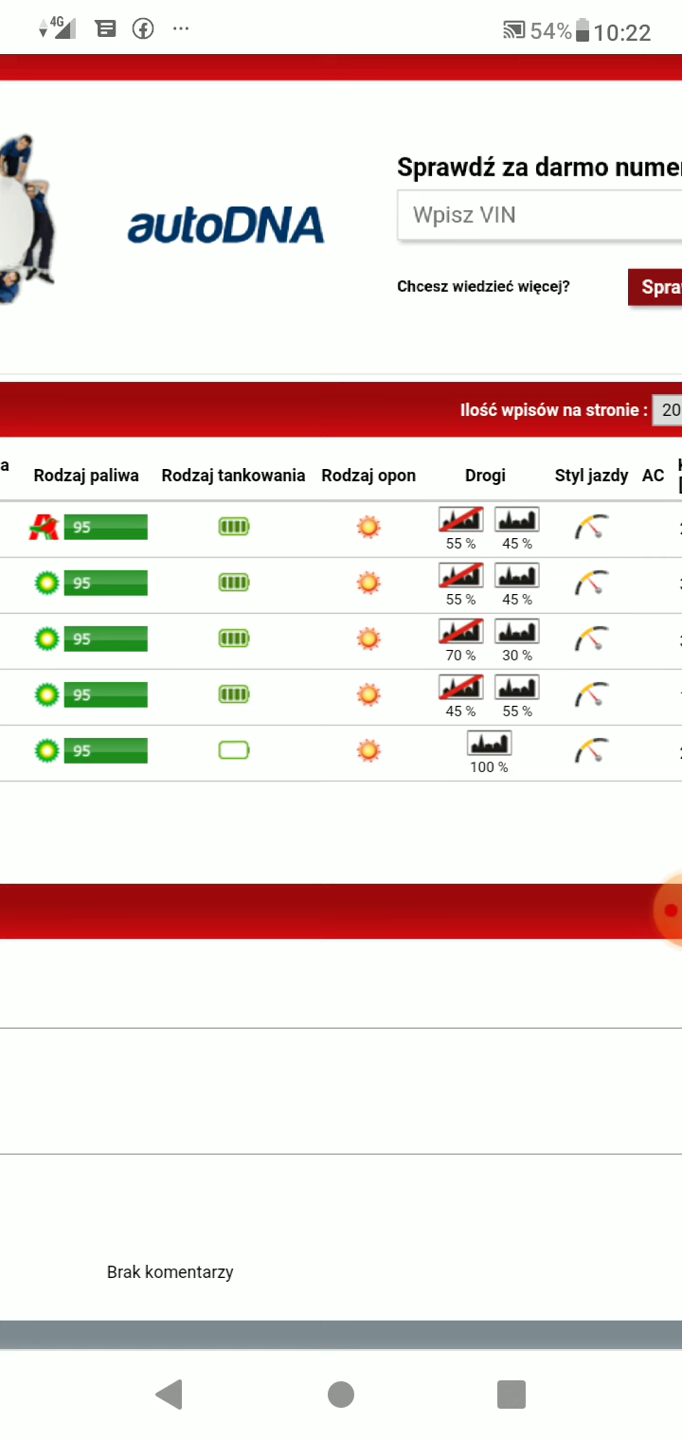 4G 54% 10:22
Sprawdź za darmo nume
Wpisz VIN
autoDNA
Chcesz wiedzieć więcej?
Spra
Ilość wpisów na stronie : 20
a Rodzaj paliwa Rodzaj tankowania Rodzaj opon Drogi Styl jazdy AC
95
55 % 45 %
95
55 % 45 %
95
70 % 30 %
95
45 % 55 %
95
100 %
Brak komentarzy